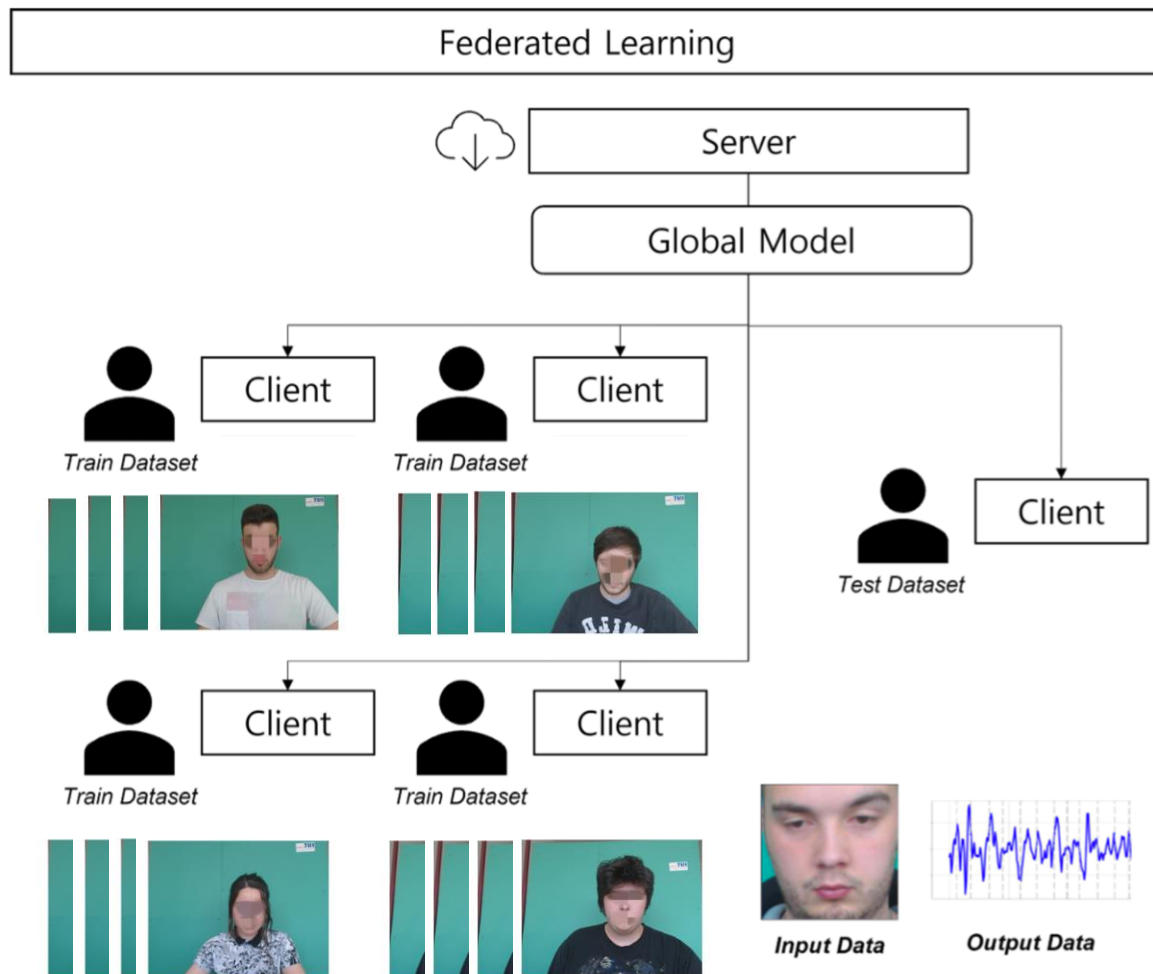 Federated Learning
Server
Global Model
Client
Client
Train Dataset
Train Dataset
Client
Test Dataset
Client
Client
Train Dataset
Train Dataset
Input Data
Output Data